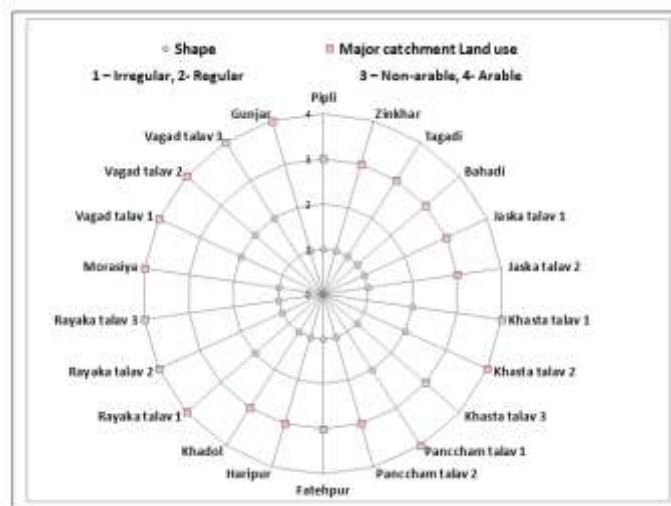 Shape
Major catchment Land use
1 – Irregular, 2- Regular
3 – Non-arable, 4- Arable
Pipli
Gunjar
4
Zinkhar
Vagad talav 3
Tagadi
3
Vagad talav 2
Bahadi
2
Vagad talav 1
Jaska talav 1
1
Morasiya
Jaska talav 2
Rayaka talav 3
Khasta talav 1
Rayaka talav 2
Khasta talav 2
Rayaka talav 1
Khasta talav 3
Khadol
Panccham talav 1
Haripur
Panccham talav 2
Fatehpur